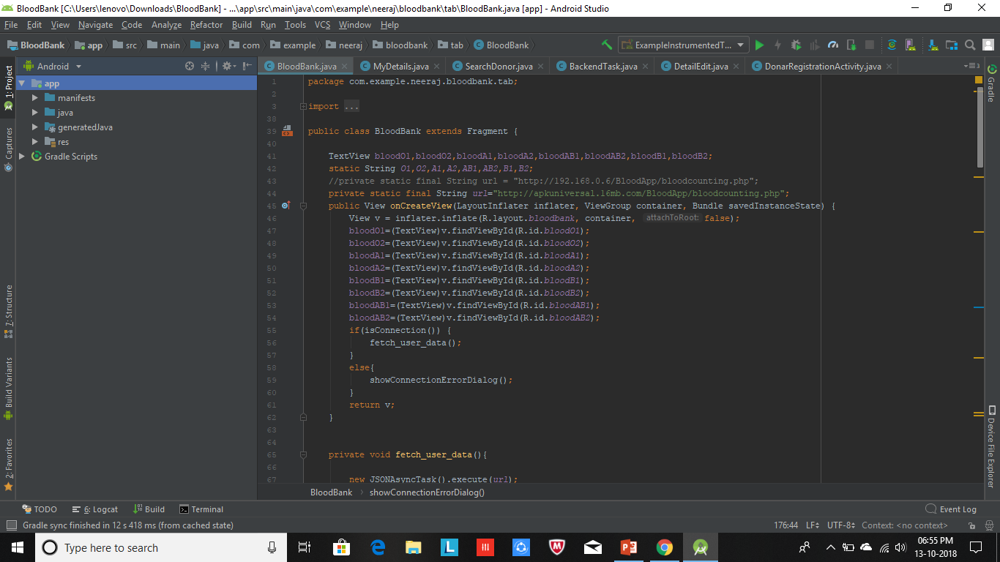 BloodBank [C:\Users\lenovo\Downloads\BloodBank] - ...\app\src\main\java\com\example\neeraj\bloodbank\tab\BloodBank.java [app] - Android Studio
File Edit View Navigate Code Analyze Refactor Build Run Tools VCS Window Help
BloodBank app src main java com example neeraj bloodbank tab BloodBank ExampleInstrumentedT...
1: Project
Captures
7: Structure
Build Variants
2: Favorites
Android
app
manifests
java
generatedJava
res
Gradle Scripts
BloodBank.java MyDetails.java SearchDonor.java BackendTask.java DetailEdit.java DonarRegistrationActivity.java 3
1 package com.example.neeraj.bloodbank.tab;
2
3 import ...
38
39 public class BloodBank extends Fragment {
40
41 TextView bloodO1,bloodO2,bloodA1,bloodA2,bloodAB1,bloodAB2,bloodB1,bloodB2;
42 static String O1,O2,A1,A2,AB1,AB2,B1,B2;
43 //private static final String url = "http://192.168.0.6/BloodApp/bloodcounting.php";
44 private static final String url="http://apkuniversal.16mb.com/BloodApp/bloodcounting.php";
45 public View onCreateView(LayoutInflater inflater, ViewGroup container, Bundle savedInstanceState) {
46 View v = inflater.inflate(R.layout.bloodbank, container, attachToRoot: false);
47 bloodO1=(TextView)v.findViewById(R.id.bloodO1);
48 bloodO2=(TextView)v.findViewById(R.id.bloodO2);
49 bloodA1=(TextView)v.findViewById(R.id.bloodA1);
50 bloodA2=(TextView)v.findViewById(R.id.bloodA2);
51 bloodB1=(TextView)v.findViewById(R.id.bloodB1);
52 bloodB2=(TextView)v.findViewById(R.id.bloodB2);
53 bloodAB1=(TextView)v.findViewById(R.id.bloodAB1);
54 bloodAB2=(TextView)v.findViewById(R.id.bloodAB2);
55 if(isConnection()) {
56 fetch_user_data();
57 }
58 else{
59 showConnectionErrorDialog();
60 }
61 return v;
62 }
63
64
65 private void fetch_user_data(){
66
67 new JSONAsyncTask().execute(url);
Gradle
Device File Explorer
BloodBank showConnectionErrorDialog()
TODO 6: Logcat Build Terminal Event Log
Gradle sync finished in 12 s 418 ms (from cached state) 176:44 LF UTF-8 Context: <no context>
Type here to search
06:55 PM
13-10-2018